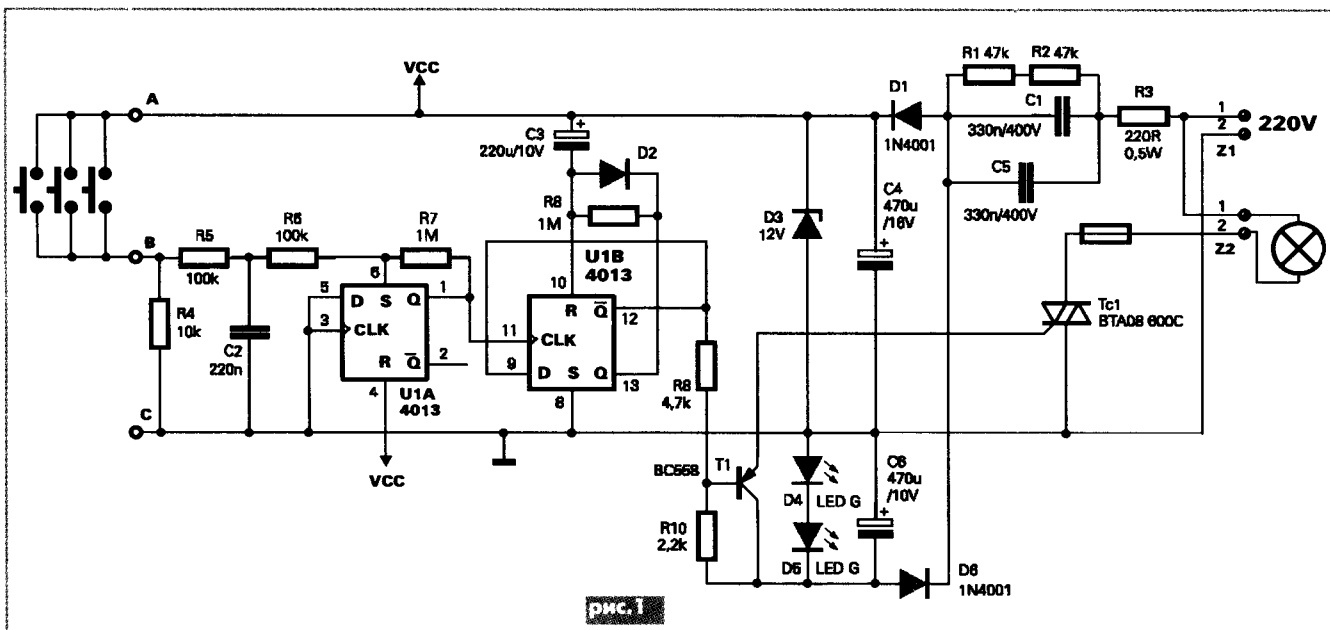 VCC
A
R1 47k R2 47k
D1
C1
R3
1
2
220V
C3
220u/10V
D2
330n/400V
220R
0,5W
Z1
1N4001
C5
R8
1M
C4
470u
/16V
330n/400V
1
2
Z2
D3
12V
B
R5
100k
R6
100k
R7
1M
U1B
4013
10
R Q
12
11
CLK
9
D S Q
13
8
6
5
D S Q
1
3
CLK
R Q
2
4
U1A
4013
R4
10k
C2
220n
Tc1
BTA08 600C
R8
4,7k
C
VCC
BC558
T1
D4
LED G
C6
470u
/10V
R10
2,2k
D5
LED G
D6
1N4001
рис.1